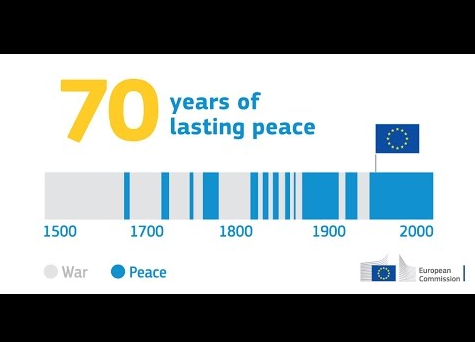 70
years of
lasting peace
1500 1700 1800 1900 2000
War Peace
European
Commission